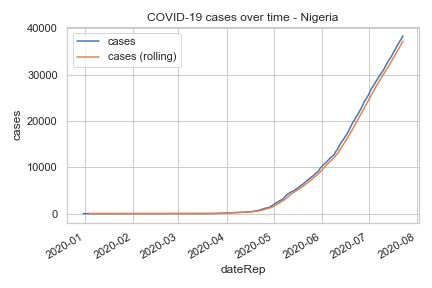 COVID-19 cases over time - Nigeria
cases
cases (rolling)
40000
30000
20000
10000
0
cases
2020-01
2020-02
2020-03
2020-04
2020-05
2020-06
2020-07
2020-08
dateRep